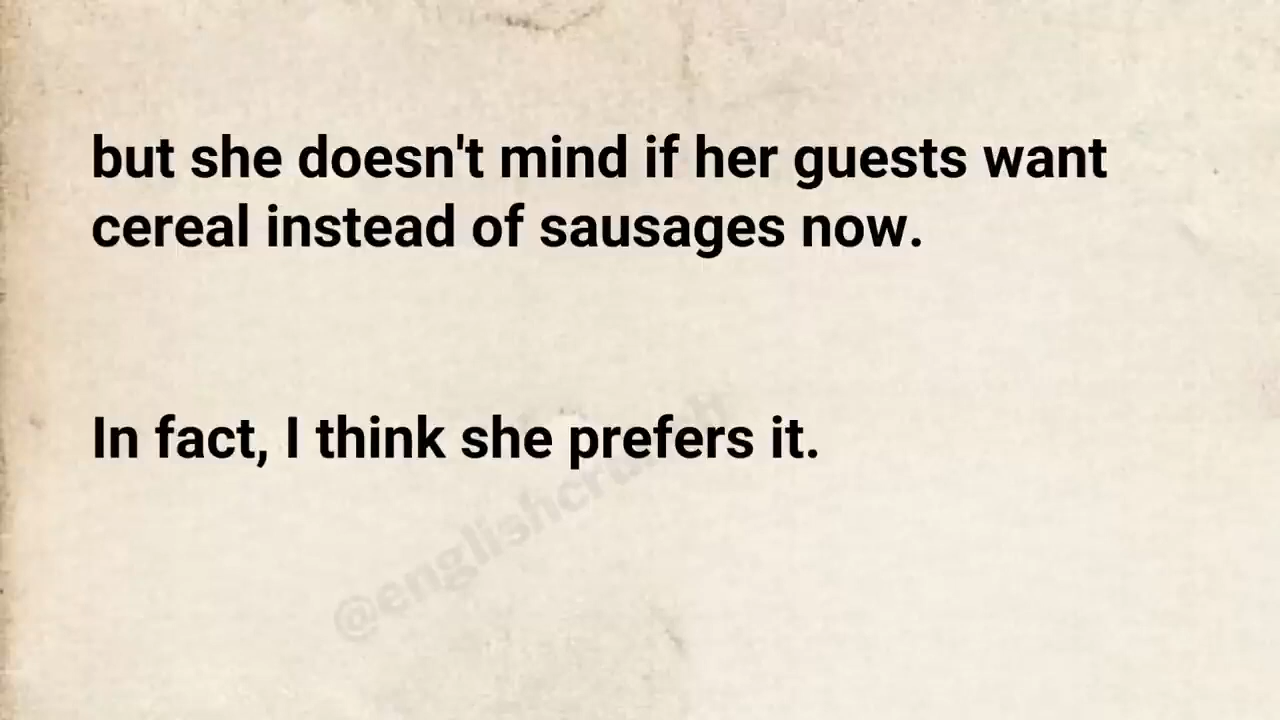 but she doesn't mind if her guests want
cereal instead of sausages now.
In fact, I think she prefers it.